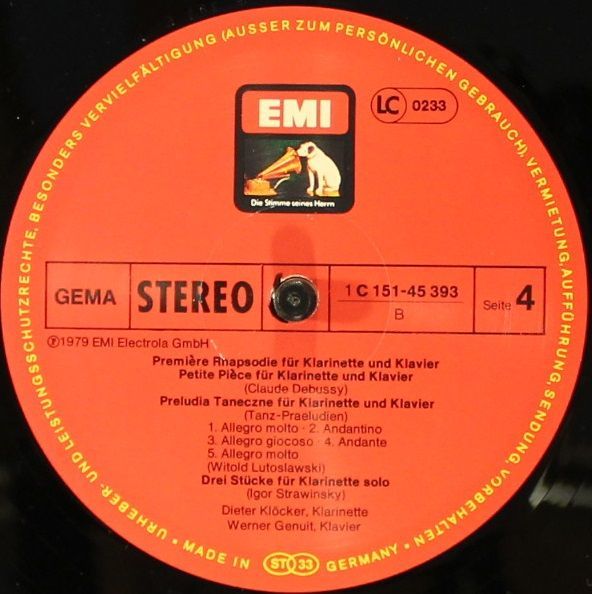 URHEBER- UND LEISTUNGSSCHUTZRECHTE, BESONDERS VERVIELFÄLTIGUNG (AUSSER ZUM PERSÖNLICHEN GEBRAUCH), VERMIETUNG, AUFFÜHRUNG, SENDUNG, VORBEHALTEN
EMI
Die Stimme seines Herrn
LC 0233
GEMA
STEREO
1 C 151-45 393
B
Seite 4
Ⓟ1979 EMI Electrola GmbH
Première Rhapsodie für Klarinette und Klavier
Petite Pièce für Klarinette und Klavier
(Claude Debussy)
Preludia Taneczne für Klarinette und Klavier
(Tanz-Praeludien)
1. Allegro molto · 2. Andantino
3. Allegro giocoso · 4. Andante
5. Allegro molto
(Witold Lutoslawski)
Drei Stücke für Klarinette solo
(Igor Strawinsky)
Dieter Klöcker, Klarinette
Werner Genuit, Klavier
• MADE IN ST 33 GERMANY •